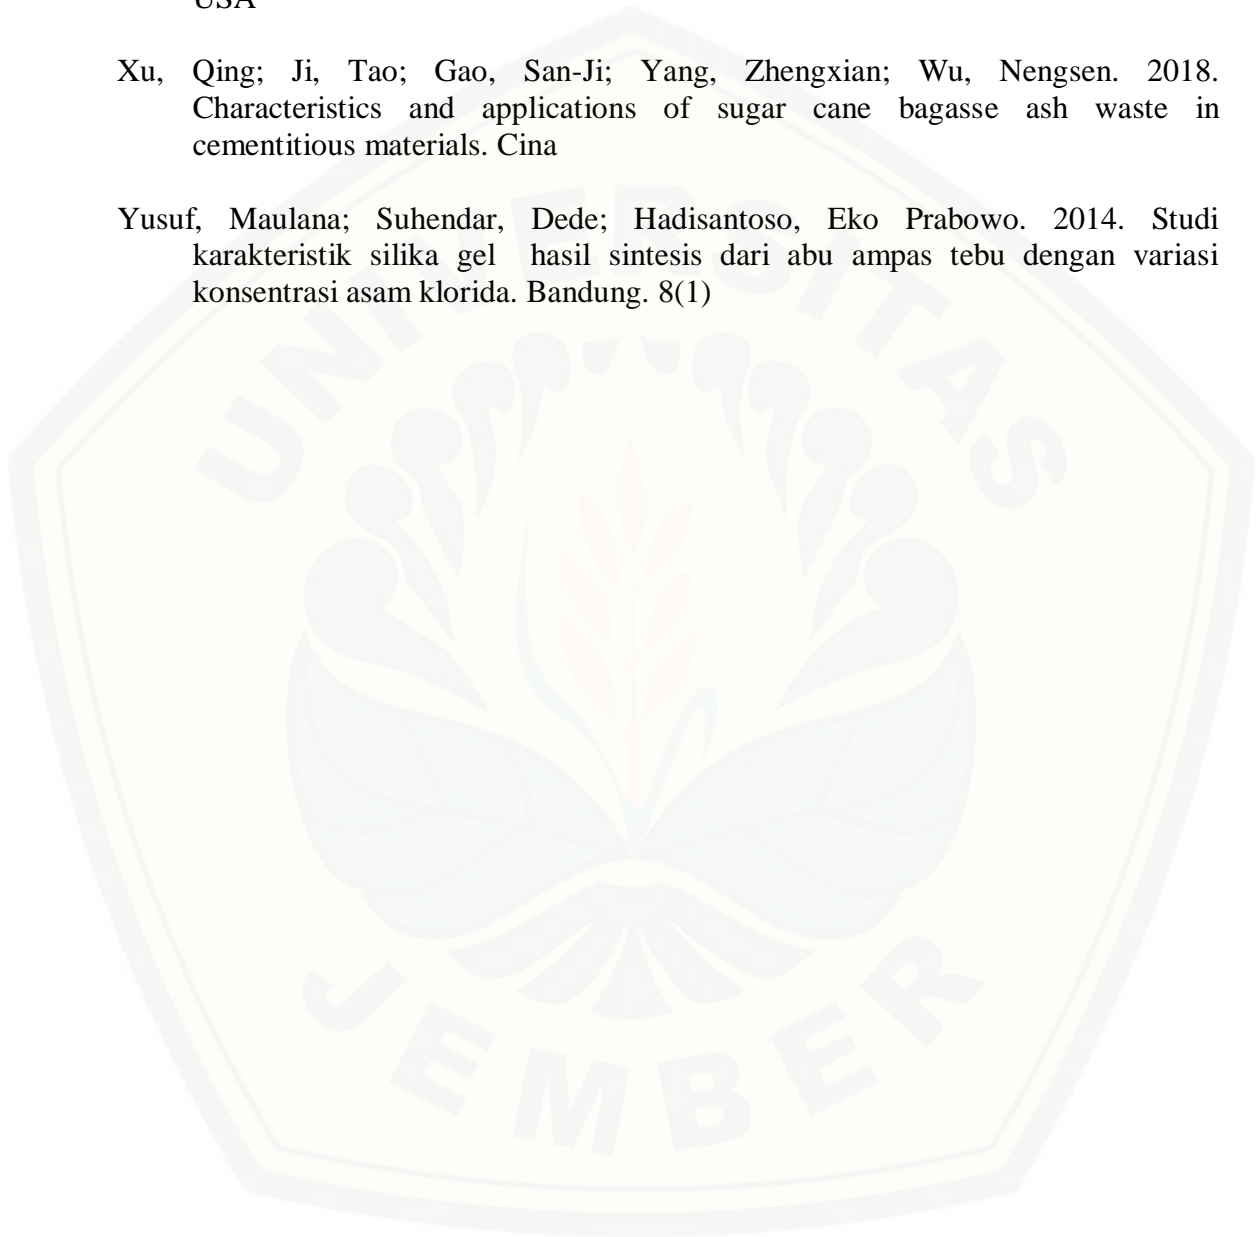 USA
Xu, Qing; Ji, Tao; Gao, San-Ji; Yang, Zhengxian; Wu, Nengsen. 2018.
Characteristics and applications of sugar cane bagasse ash waste in
cementitious materials. Cina
Yusuf, Maulana; Suhendar, Dede; Hadisantoso, Eko Prabowo. 2014. Studi
karakteristik silika gel hasil sintesis dari abu ampas tebu dengan variasi
konsentrasi asam klorida. Bandung. 8(1)
UNIVERSITAS
JEMBER